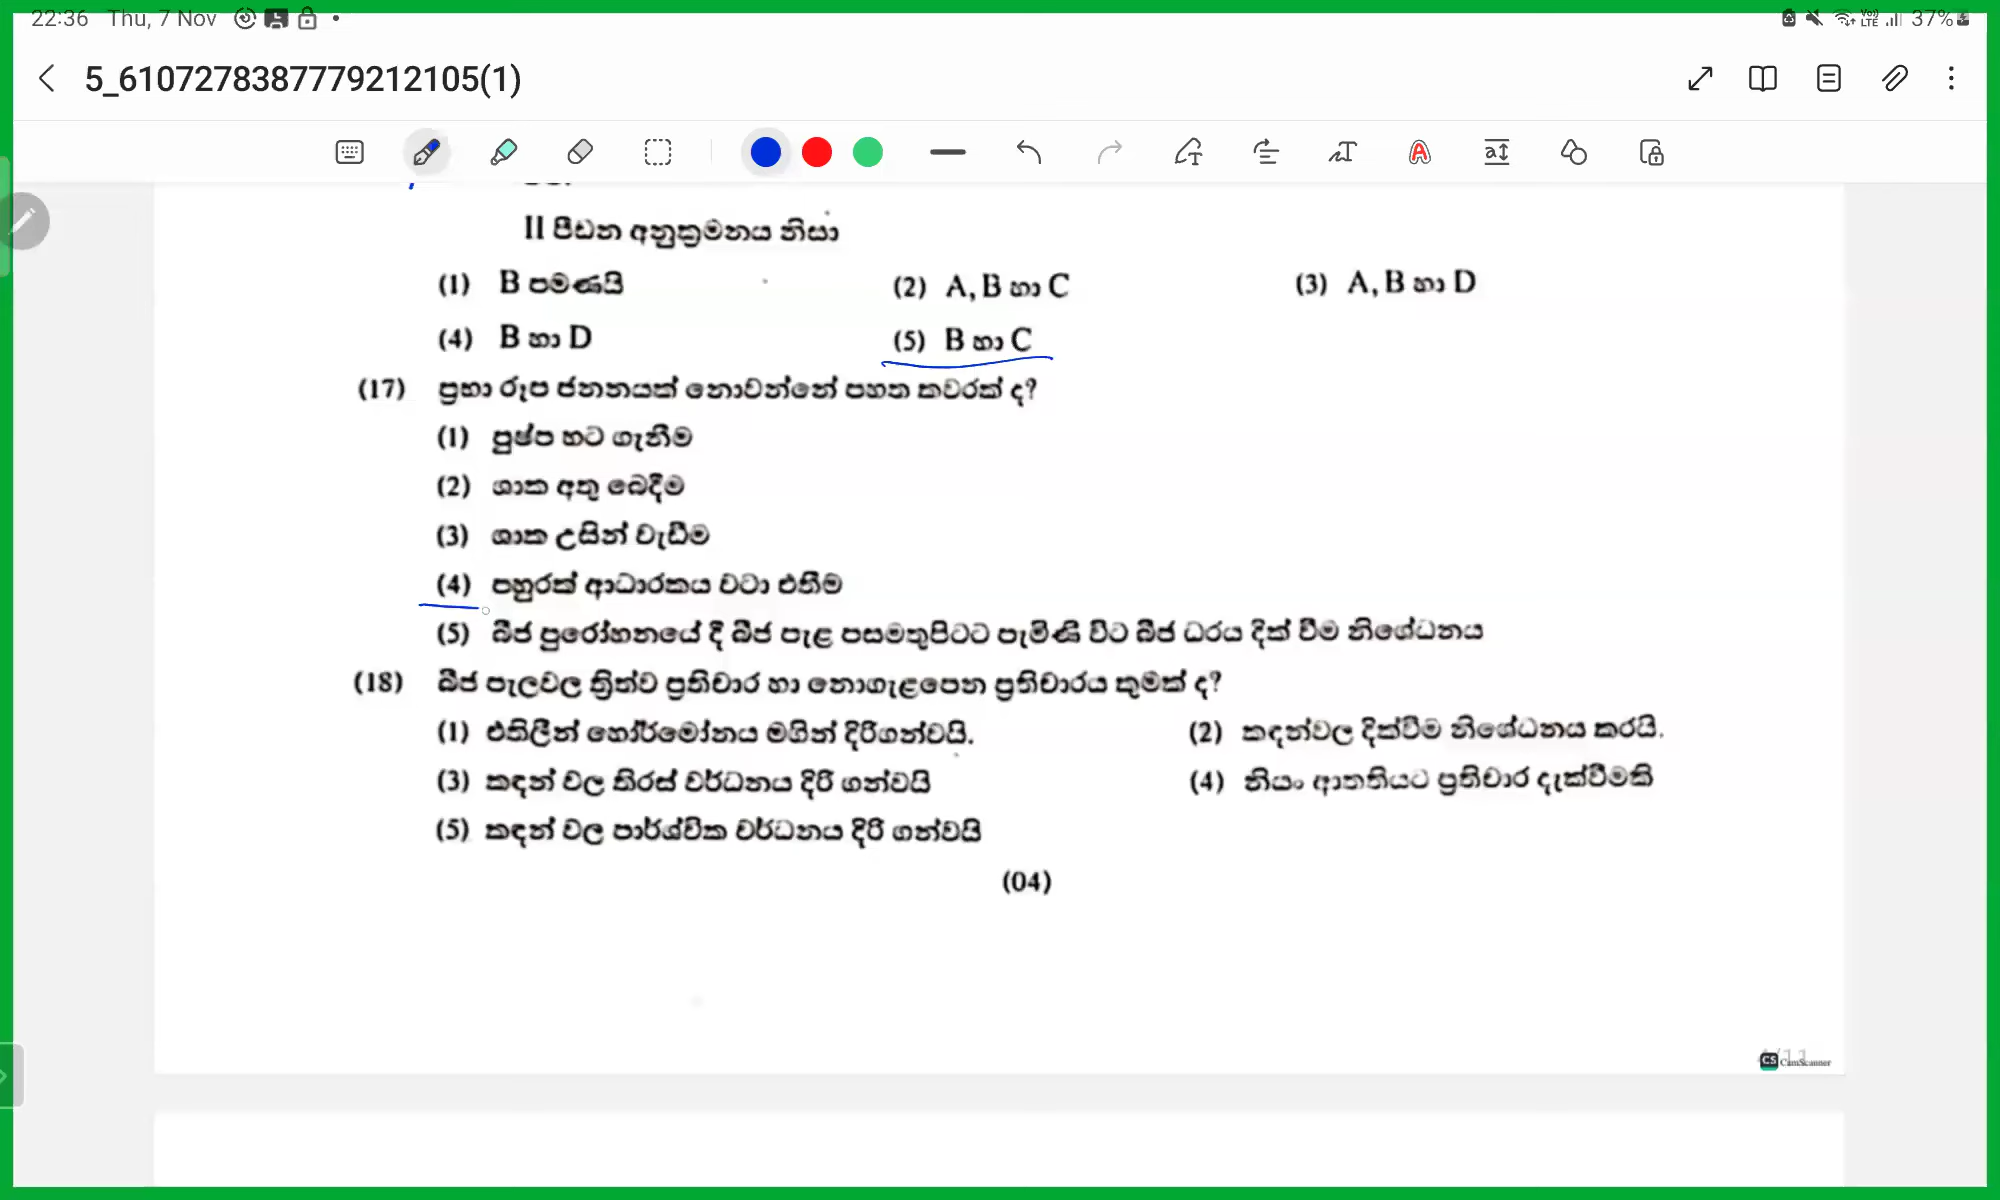 22:36 Thu, 7 Nov 37%
5_6107278387779212105(1)
II පීඩන අනුක්‍රමනය නිසා
(1) B පමණයි (2) A, B හා C (3) A, B හා D
(4) B හා D (5) B හා C
(17) ප්‍රභා රූප ජනනයක් නොවන්නේ පහත කවරක් ද?
(1) පුෂ්ප හට ගැනීම
(2) ශාක අතු බෙදීම
(3) ශාක උසින් වැඩීම
(4) පහුරක් ආධාරකය වටා එතීම
(5) බීජ පුරෝහනයේ දී බීජ පැළ පසමතුපිටට පැමිණි විට බීජ ධරය දික් වීම නිශේධනය
(18) බීජ පැලවල ත්‍රිත්ව ප්‍රතිචාර හා නොගැළපෙන ප්‍රතිචාරය කුමක් ද?
(1) එතිලීන් හෝර්මෝනය මගින් දිරිගන්වයි. (2) කඳන්වල දික්වීම නිශේධනය කරයි.
(3) කඳන් වල තිරස් වර්ධනය දිරි ගන්වයි (4) නියං ආතතියට ප්‍රතිචාර දැක්වීමකි
(5) කඳන් වල පාර්ශ්වික වර්ධනය දිරි ගන්වයි
(04)
CS CamScanner